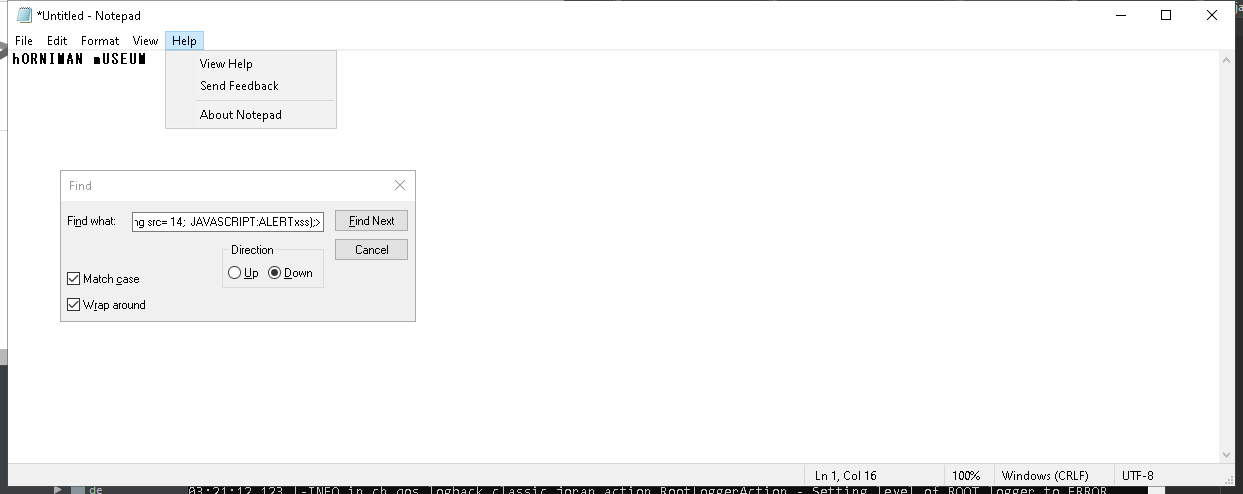 *Untitled - Notepad
File Edit Format View Help
hORNIMAN mUSEUM
View Help
Send Feedback
About Notepad
Find
Find what: ng src= 14; JAVASCRIPT:ALERTxss);>
Find Next
Cancel
Direction
Up Down
Match case
Wrap around
Ln 1, Col 16 100% Windows (CRLF) UTF-8
de 03:21:12,123 |-INFO in ch.qos.logback.classic.joran.action.RootLoggerAction - Setting level of ROOT logger to ERROR